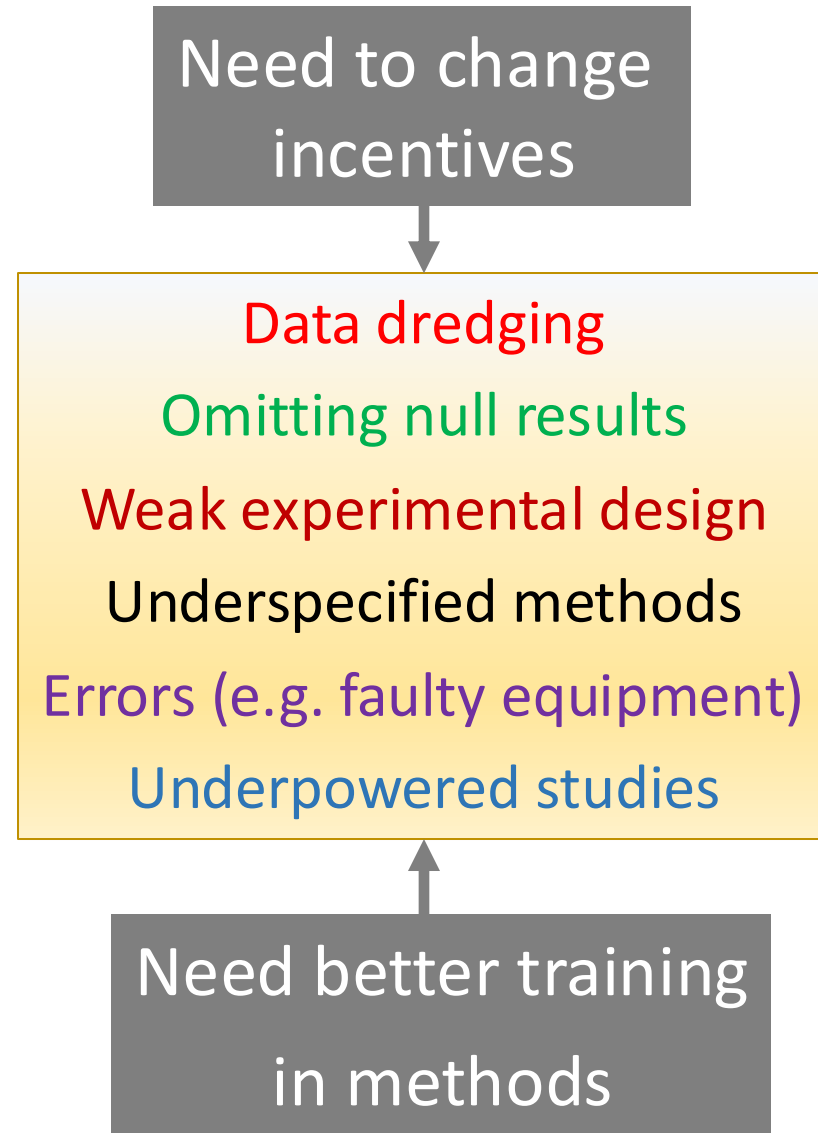 Need to change
incentives
Data dredging
Omitting null results
Weak experimental design
Underspecified methods
Errors (e.g. faulty equipment)
Underpowered studies
Need better training
in methods